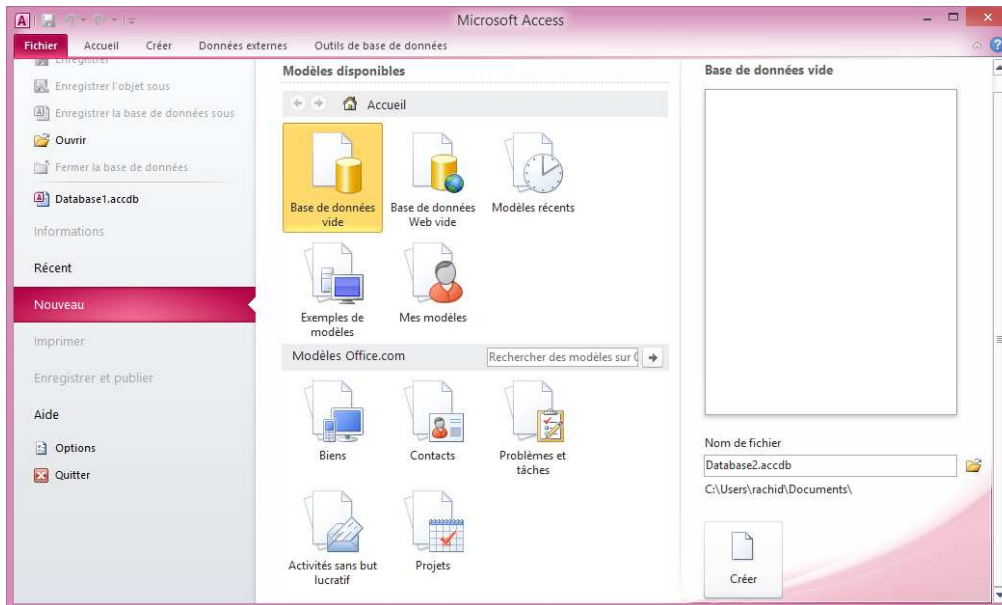 Microsoft Access
Fichier Accueil Créer Données externes Outils de base de données
Enregistrer
Enregistrer l'objet sous
Enregistrer la base de données sous
Ouvrir
Fermer la base de données
Database1.accdb
Informations
Récent
Nouveau
Imprimer
Enregistrer et publier
Aide
Options
Quitter
Modèles disponibles
Accueil
Base de données
vide
Base de données
Web vide
Modèles récents
Exemples de
modèles
Mes modèles
Modèles Office.com
Rechercher des modèles sur
Biens
Contacts
Problèmes et
tâches
Activités sans but
lucratif
Projets
Base de données vide
Nom de fichier
Database2.accdb
C:\Users\rachid\Documents\
Créer